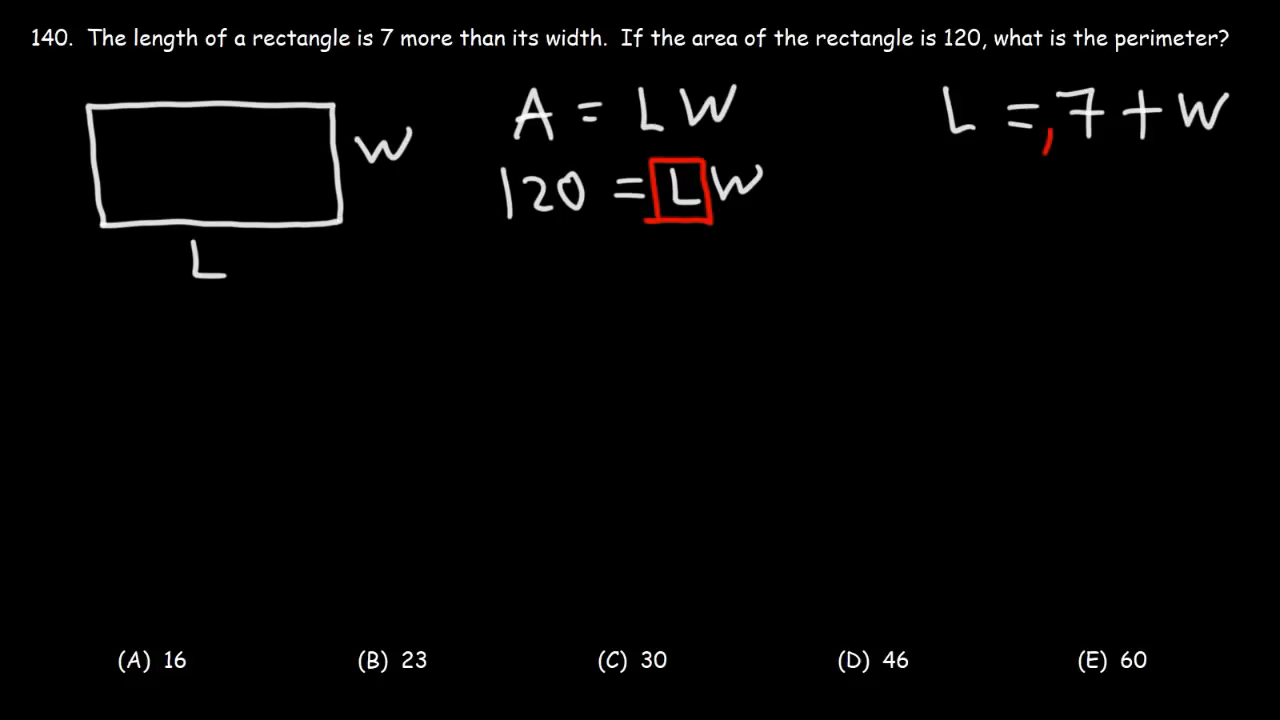 140. The length of a rectangle is 7 more than its width. If the area of the rectangle is 120, what is the perimeter?
A = LW
L = 7 + W
W
120 = LW
L
(A) 16
(B) 23
(C) 30
(D) 46
(E) 60